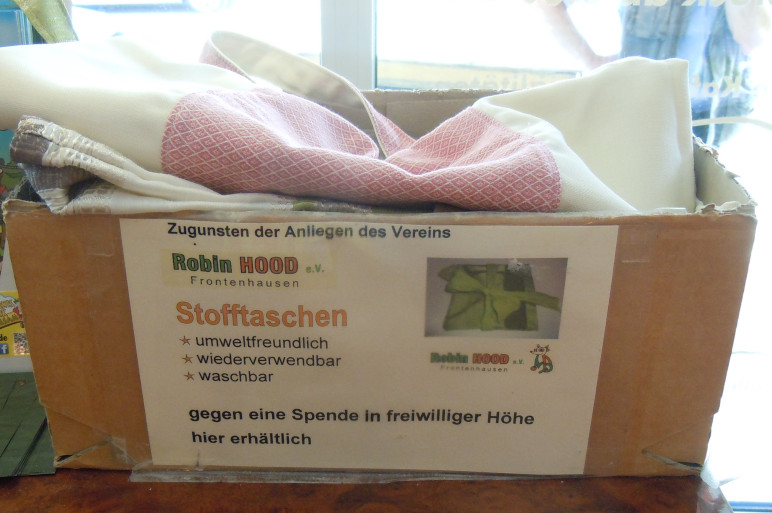 Zugunsten der Anliegen des Vereins
Robin HOOD e.V.
Frontenhausen
Stofftaschen
umweltfreundlich
wiederverwendbar
waschbar
Robin HOOD e.V.
Frontenhausen
gegen eine Spende in freiwilliger Höhe
hier erhältlich